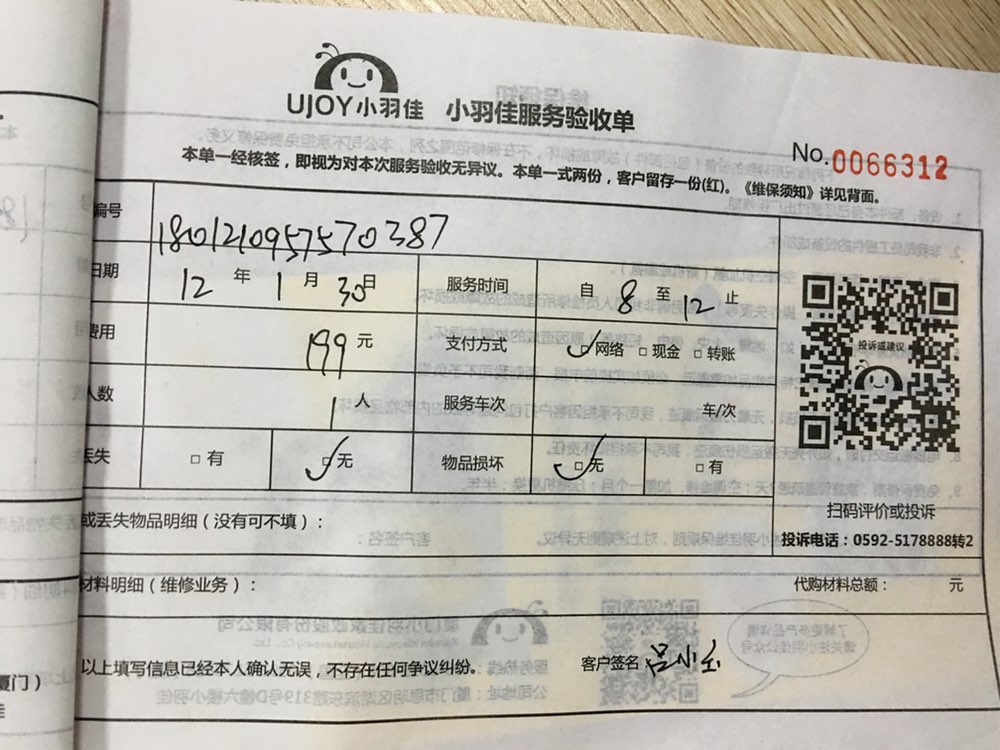 UJOY小羽佳 小羽佳服务验收单
No.0066312
本单一经核签，即视为对本次服务验收无异议。本单一式两份，客户留存一份(红)。《维保须知》详见背面。
编号 1801210957570387
日期 12 年 1 月 30 日 服务时间 自 8 至 12 止
费用 199 元 支付方式 网络 现金 转账
人数 1 人 服务车次 车/次
丢失 有 无 物品损坏 无 有
投诉或建议
扫码评价或投诉
投诉电话：0592-5178888转2
或丢失物品明细（没有可不填）：
材料明细（维修业务）： 代购材料总额： 元
以上填写信息已经本人确认无误，不存在任何争议纠纷。 客户签名
厦门）